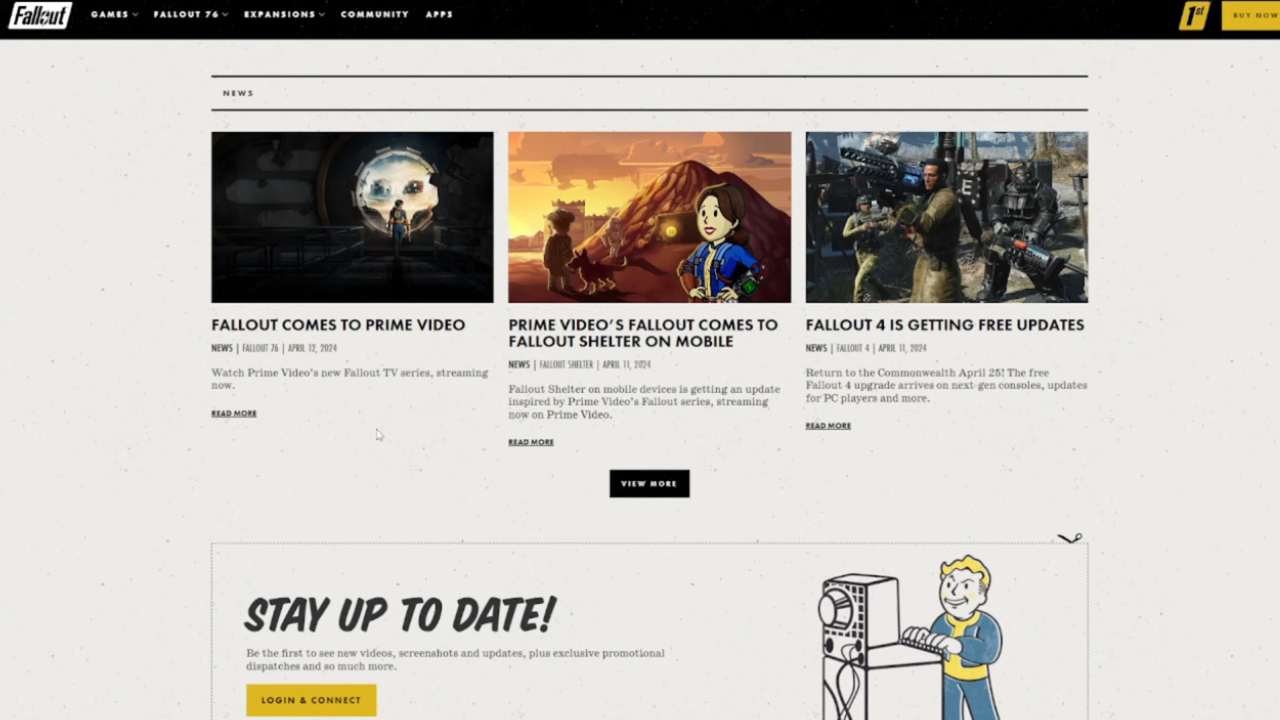 Fallout
GAMES
FALLOUT 76
EXPANSIONS
COMMUNITY
APPS
1st
BUY NOW
NEWS
FALLOUT COMES TO PRIME VIDEO
NEWS | FALLOUT 76 | APRIL 12, 2024
Watch Prime Video's new Fallout TV series, streaming
now.
READ MORE
PRIME VIDEO'S FALLOUT COMES TO
FALLOUT SHELTER ON MOBILE
NEWS | FALLOUT SHELTER | APRIL 11, 2024
Fallout Shelter on mobile devices is getting an update
inspired by Prime Video's Fallout series, streaming
now on Prime Video.
READ MORE
FALLOUT 4 IS GETTING FREE UPDATES
NEWS | FALLOUT 4 | APRIL 11, 2024
Return to the Commonwealth April 25! The free
Fallout 4 upgrade arrives on next-gen consoles, updates
for PC players and more.
READ MORE
VIEW MORE
STAY UP TO DATE!
Be the first to see new videos, screenshots and updates, plus exclusive promotional
dispatches and so much more.
LOGIN & CONNECT